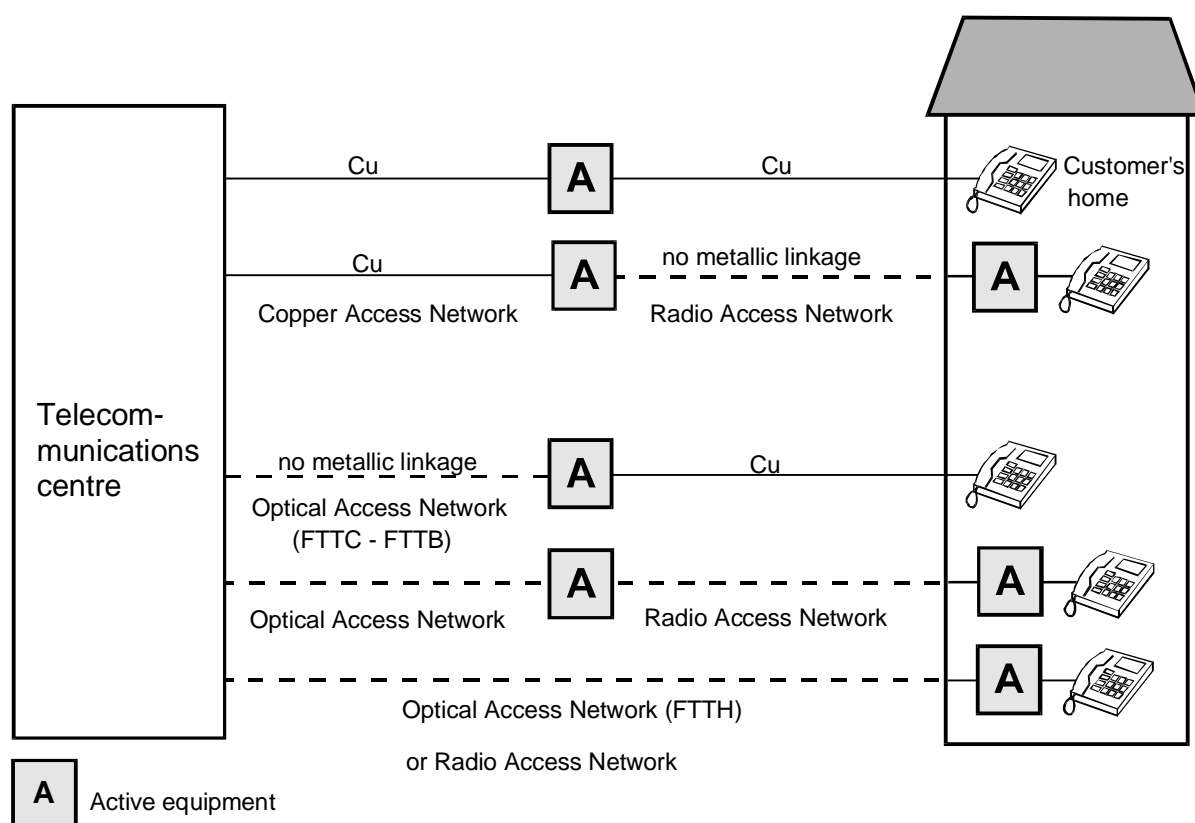 Cu
A
Cu
Customer's
home
Cu
A
no metallic linkage
A
Copper Access Network
Radio Access Network
Telecom-
munications
centre
no metallic linkage
A
Cu
Optical Access Network
(FTTC - FTTB)
A
A
Optical Access Network
Radio Access Network
A
Optical Access Network (FTTH)
or Radio Access Network
A
Active equipment